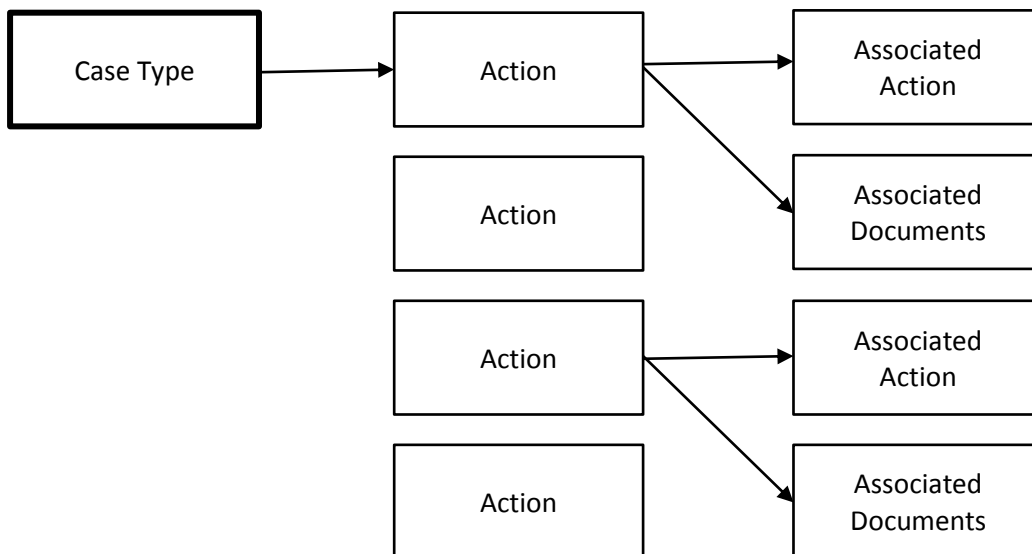 Case Type
Action
Associated
Action
Action
Associated
Documents
Action
Associated
Action
Action
Associated
Documents